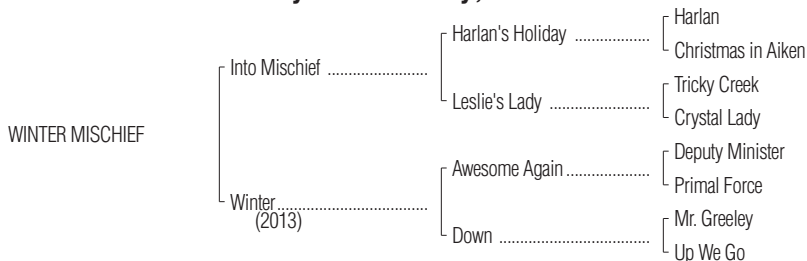 Harlan
Harlan's Holiday ..................
Christmas in Aiken
Into Mischief ........................
Tricky Creek
Leslie's Lady ........................
Crystal Lady
WINTER MISCHIEF
Deputy Minister
Awesome Again ....................
Primal Force
Winter....................................
(2013)
Mr. Greeley
Down ....................................
Up We Go